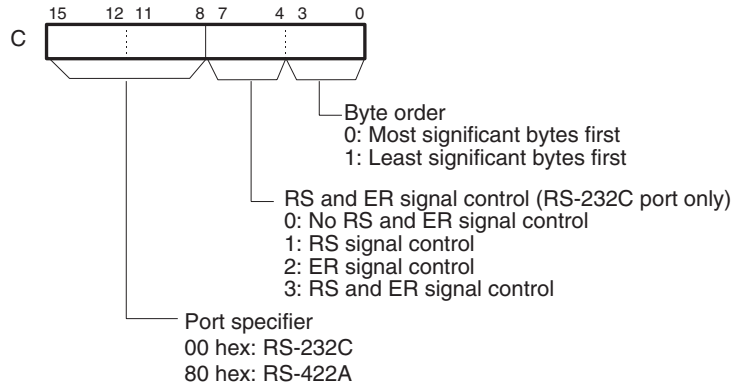 15 12 11 8 7 4 3 0
C
Byte order
0: Most significant bytes first
1: Least significant bytes first
RS and ER signal control (RS-232C port only)
0: No RS and ER signal control
1: RS signal control
2: ER signal control
3: RS and ER signal control
Port specifier
00 hex: RS-232C
80 hex: RS-422A